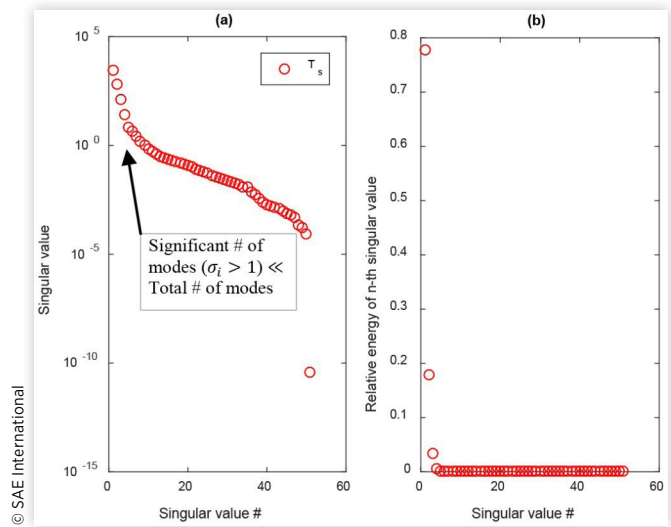 (a)
(b)
10^5
10^0
10^-5
10^-10
10^-15
Singular value
T_s
Significant # of
modes (σ_i > 1) ≪
Total # of modes
0
20
40
60
Singular value #
0.8
0.7
0.6
0.5
0.4
0.3
0.2
0.1
0
Relative energy of n-th singular value
0
20
40
60
Singular value #
© SAE International